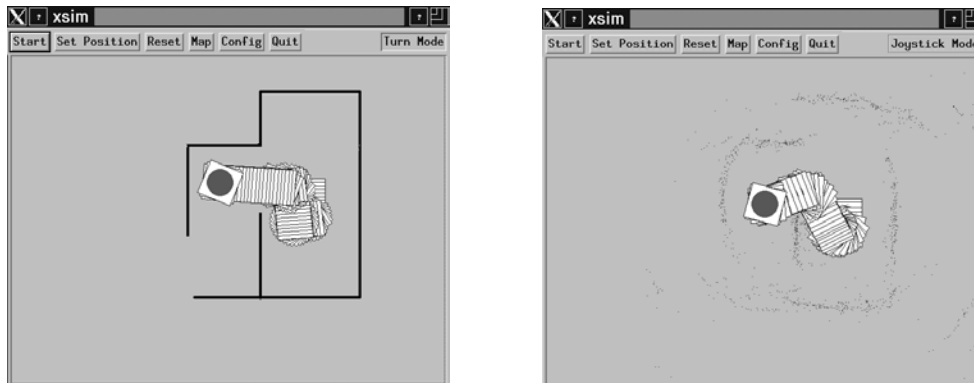 xsim
Start Set Position Reset Map Config Quit Turn Mode
xsim
Start Set Position Reset Map Config Quit Joystick Mode